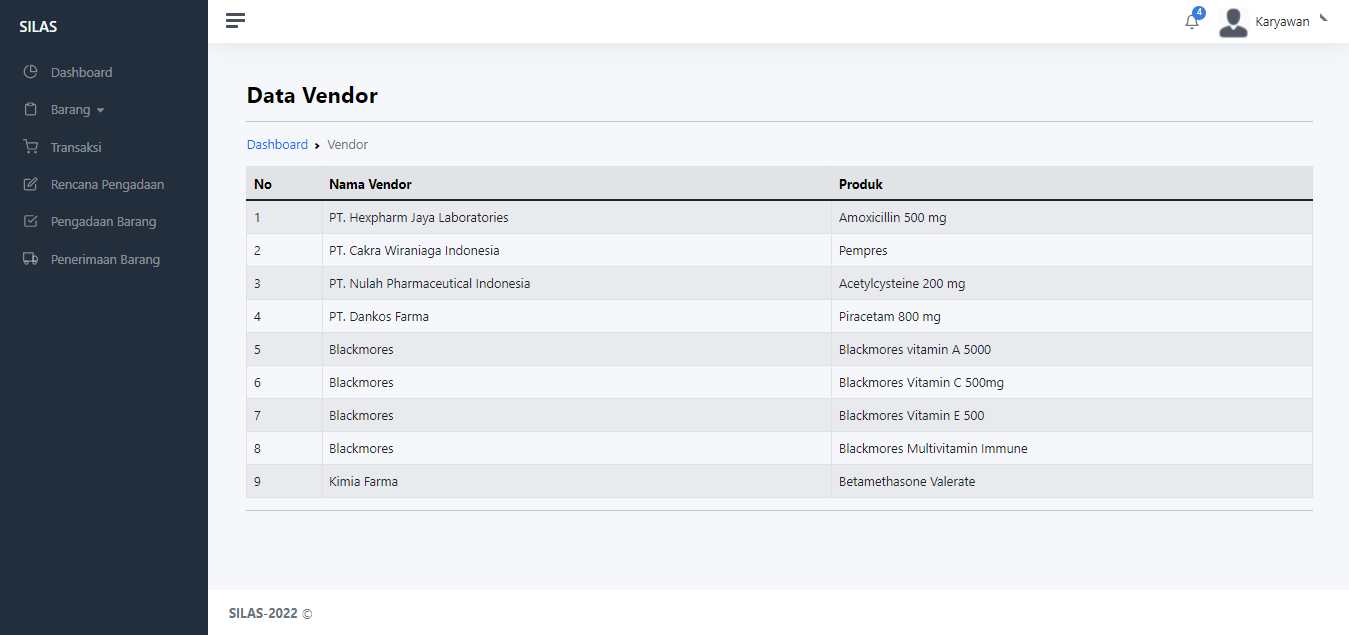 SILAS
Dashboard
Barang
Transaksi
Rencana Pengadaan
Pengadaan Barang
Penerimaan Barang
4
Karyawan
Data Vendor
Dashboard Vendor
No Nama Vendor Produk
1 PT. Hexpharm Jaya Laboratories Amoxicillin 500 mg
2 PT. Cakra Wiraniaga Indonesia Pempres
3 PT. Nulah Pharmaceutical Indonesia Acetylcysteine 200 mg
4 PT. Dankos Farma Piracetam 800 mg
5 Blackmores Blackmores vitamin A 5000
6 Blackmores Blackmores Vitamin C 500mg
7 Blackmores Blackmores Vitamin E 500
8 Blackmores Blackmores Multivitamin Immune
9 Kimia Farma Betamethasone Valerate
SILAS-2022 ©